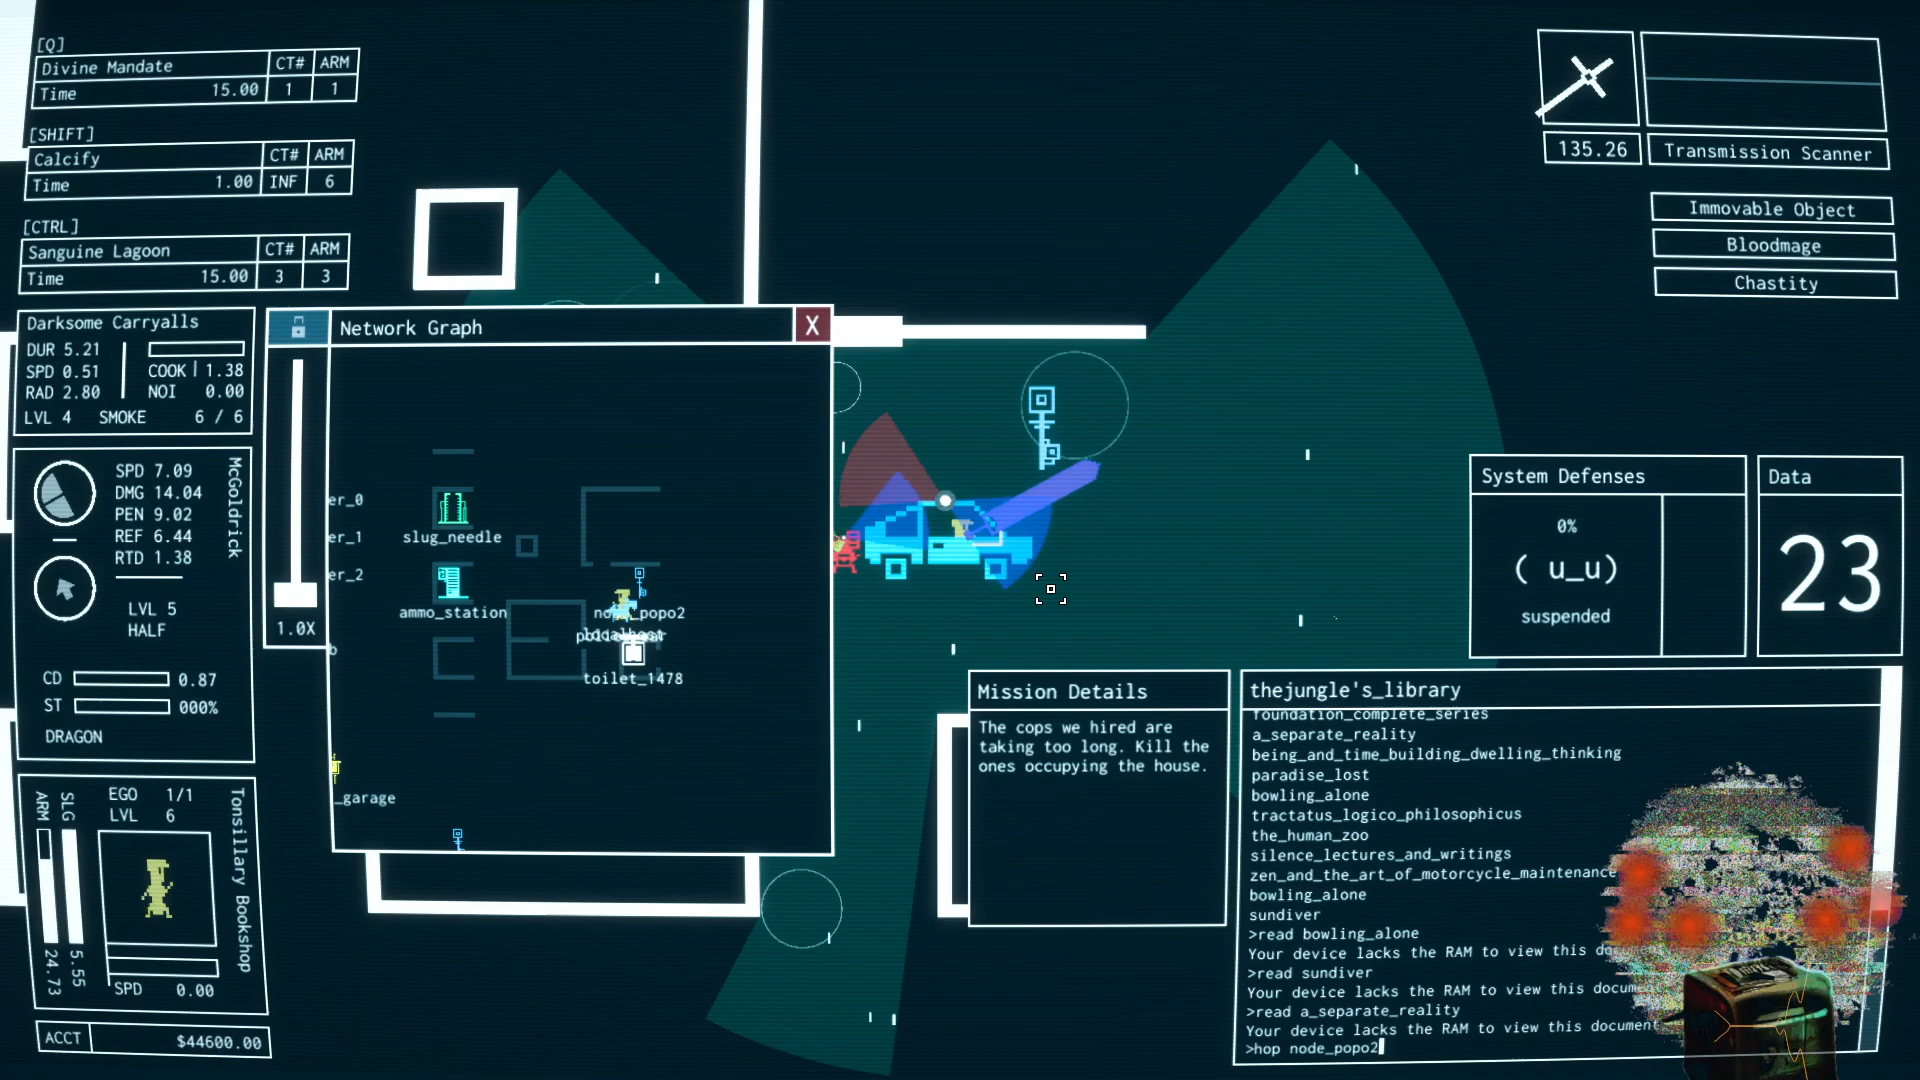 [Q]
Divine Mandate CT# ARM
Time 15.00 1 1
[SHIFT]
Calcify CT# ARM
Time 1.00 INF 6
[CTRL]
Sanguine Lagoon CT# ARM
Time 15.00 3 3
Darksome Carryalls
DUR 5.21
SPD 0.51 COOK 1.38
RAD 2.80 NOI 0.00
LVL 4 SMOKE 6 / 6
McGoldrick
SPD 7.09
DMG 14.04
PEN 9.02
REF 6.44
RTD 1.38
LVL 5
HALF
CD 0.87
ST 000%
DRAGON
ARM SLG
EGO 1/1
LVL 6
Tonsillary Bookshop
24.73 5.55
SPD 0.00
ACCT $44600.00
Network Graph X
1.0X
er_0
er_1
er_2
b
slug_needle
ammo_station
node_popo2
localhost
toilet_1478
_garage
135.26 Transmission Scanner
Immovable Object
Bloodmage
Chastity
System Defenses
0%
( u_u)
suspended
Data
23
Mission Details
The cops we hired are
taking too long. Kill the
ones occupying the house.
thejungle's_library
foundation_complete_series
a_separate_reality
being_and_time_building_dwelling_thinking
paradise_lost
bowling_alone
tractatus_logico_philosophicus
the_human_zoo
silence_lectures_and_writings
zen_and_the_art_of_motorcycle_maintenance
bowling_alone
sundiver
>read bowling_alone
Your device lacks the RAM to view this docum
>read sundiver
Your device lacks the RAM to view this docume
>read a_separate_reality
Your device lacks the RAM to view this document
>hop node_popo2